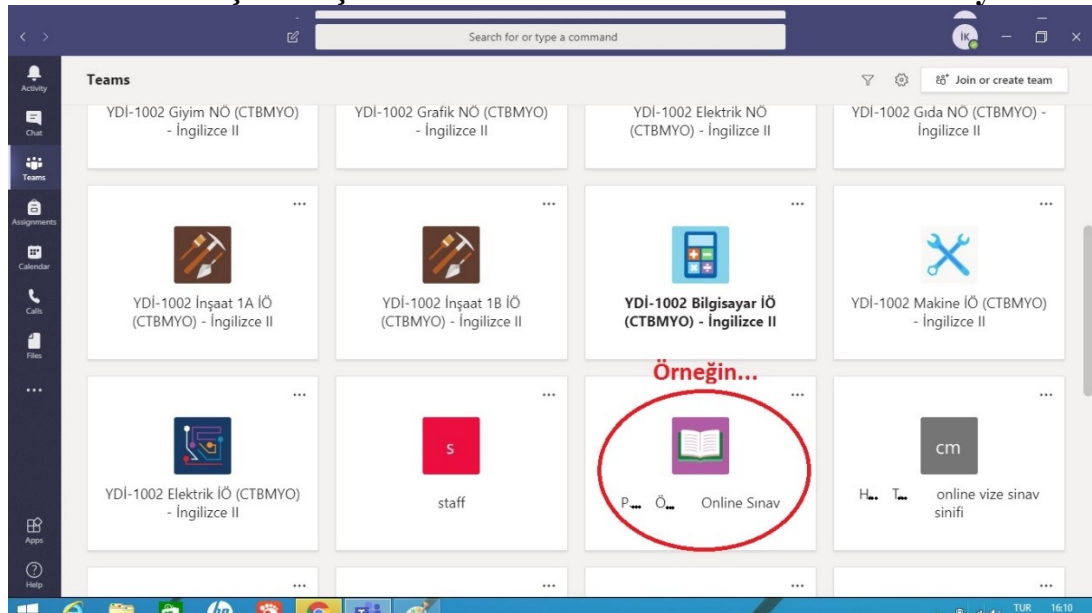 Search for or type a command
İK
Activity
Chat
Teams
Assignments
Calendar
Calls
Files
Apps
Help
Teams
Join or create team
YDİ-1002 Giyim NÖ (CTBMYO)
- İngilizce II
YDİ-1002 Grafik NÖ (CTBMYO)
- İngilizce II
YDİ-1002 Elektrik NÖ
(CTBMYO) - İngilizce II
YDİ-1002 Gıda NÖ (CTBMYO) -
İngilizce II
YDİ-1002 İnşaat 1A İÖ
(CTBMYO) - İngilizce II
YDİ-1002 İnşaat 1B İÖ
(CTBMYO) - İngilizce II
YDİ-1002 Bilgisayar İÖ
(CTBMYO) - İngilizce II
YDİ-1002 Makine İÖ (CTBMYO)
- İngilizce II
Örneğin...
YDİ-1002 Elektrik İÖ (CTBMYO)
- İngilizce II
s
staff
P... Ö... Online Sınav
cm
H... T... online vize sinav
sinifi
TUR 16:10